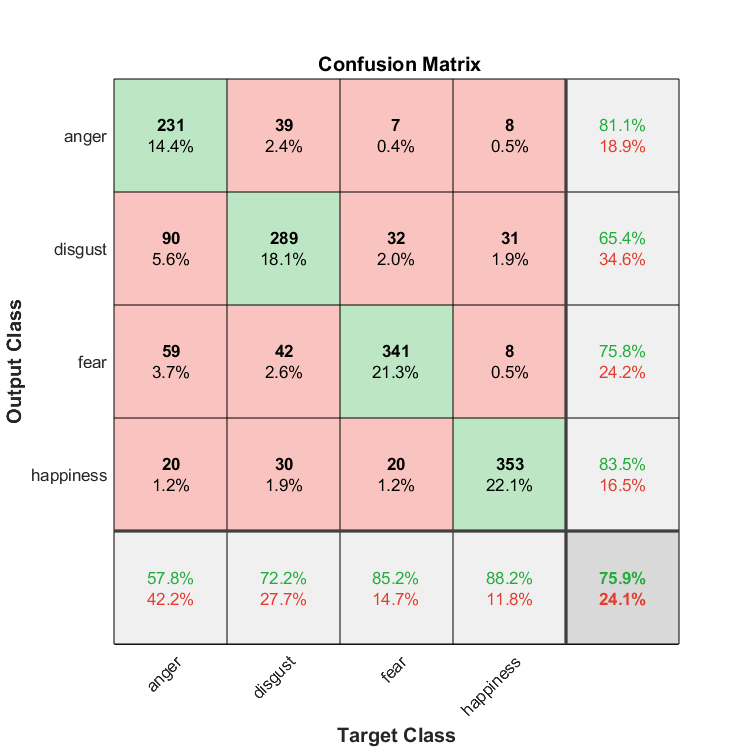 Confusion Matrix
anger 231 39 7 8 81.1%
14.4% 2.4% 0.4% 0.5% 18.9%
disgust 90 289 32 31 65.4%
5.6% 18.1% 2.0% 1.9% 34.6%
fear 59 42 341 8 75.8%
3.7% 2.6% 21.3% 0.5% 24.2%
happiness 20 30 20 353 83.5%
1.2% 1.9% 1.2% 22.1% 16.5%
57.8% 72.2% 85.2% 88.2% 75.9%
42.2% 27.7% 14.7% 11.8% 24.1%
anger disgust fear happiness
Target Class
Output Class